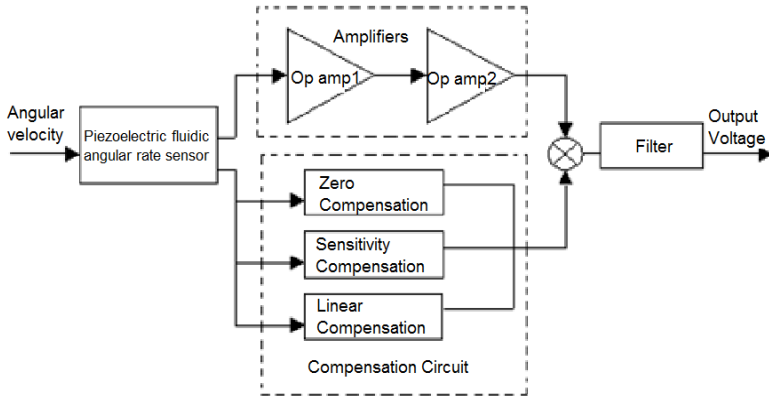 Amplifiers
Op amp1
Op amp2
Angular
velocity
Piezoelectric fluidic
angular rate sensor
Output
Voltage
Filter
Zero
Compensation
Sensitivity
Compensation
Linear
Compensation
Compensation Circuit